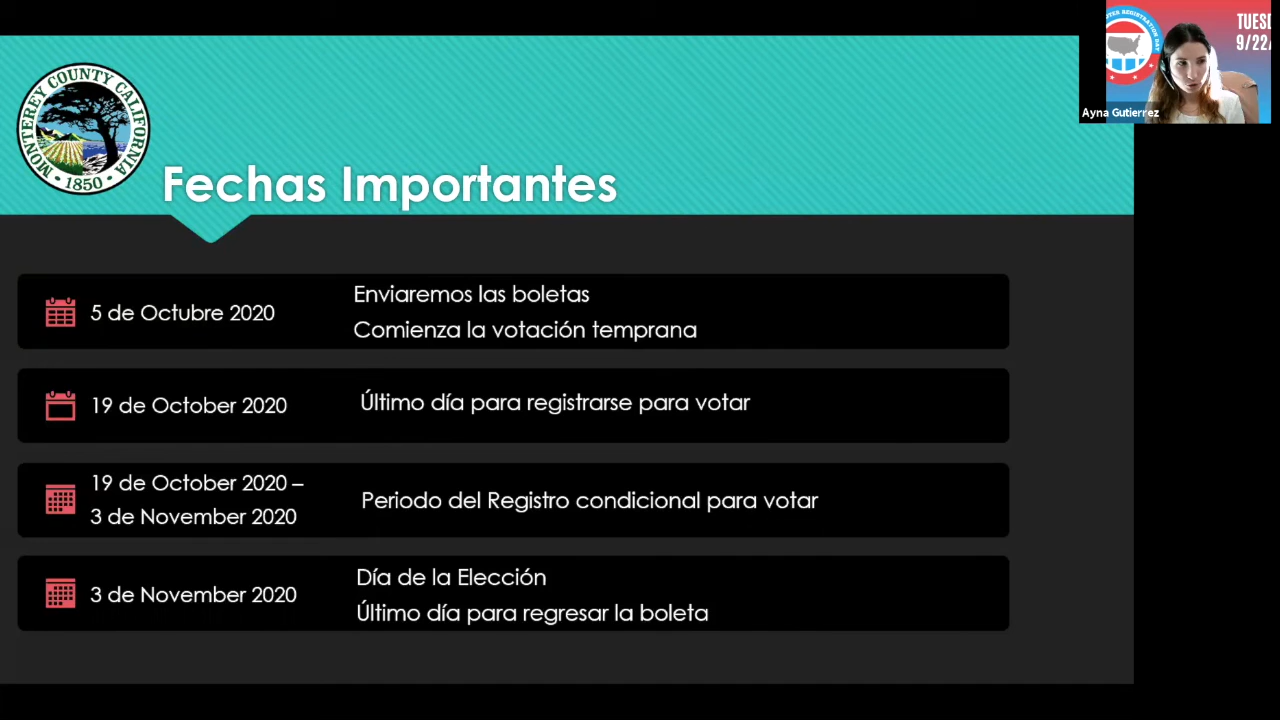 MONTEREY COUNTY CALIFORNIA
1850
Fechas Importantes
5 de Octubre 2020
Enviaremos las boletas
Comienza la votación temprana
19 de October 2020
Último día para registrarse para votar
19 de October 2020 –
3 de November 2020
Periodo del Registro condicional para votar
3 de November 2020
Día de la Elección
Último día para regresar la boleta
REGISTRATION DAY
TUES
9/22/
Ayna Gutierrez